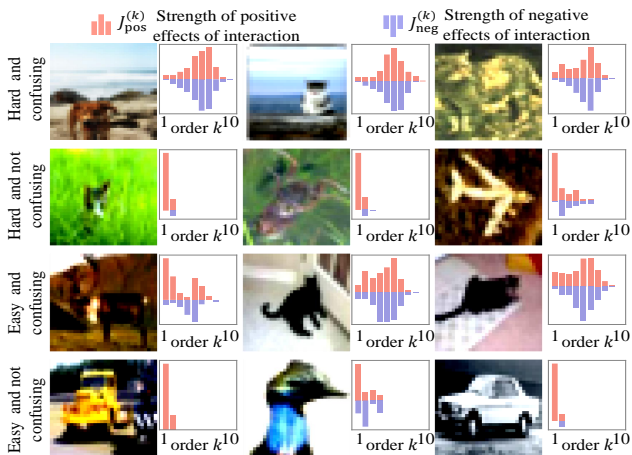 J_pos^(k) Strength of positive effects of interaction
J_neg^(k) Strength of negative effects of interaction
Hard and confusing
1 order k 10
1 order k 10
1 order k 10
Hard and not confusing
1 order k 10
1 order k 10
1 order k 10
Easy and confusing
1 order k 10
1 order k 10
1 order k 10
Easy and not confusing
1 order k 10
1 order k 10
1 order k 10